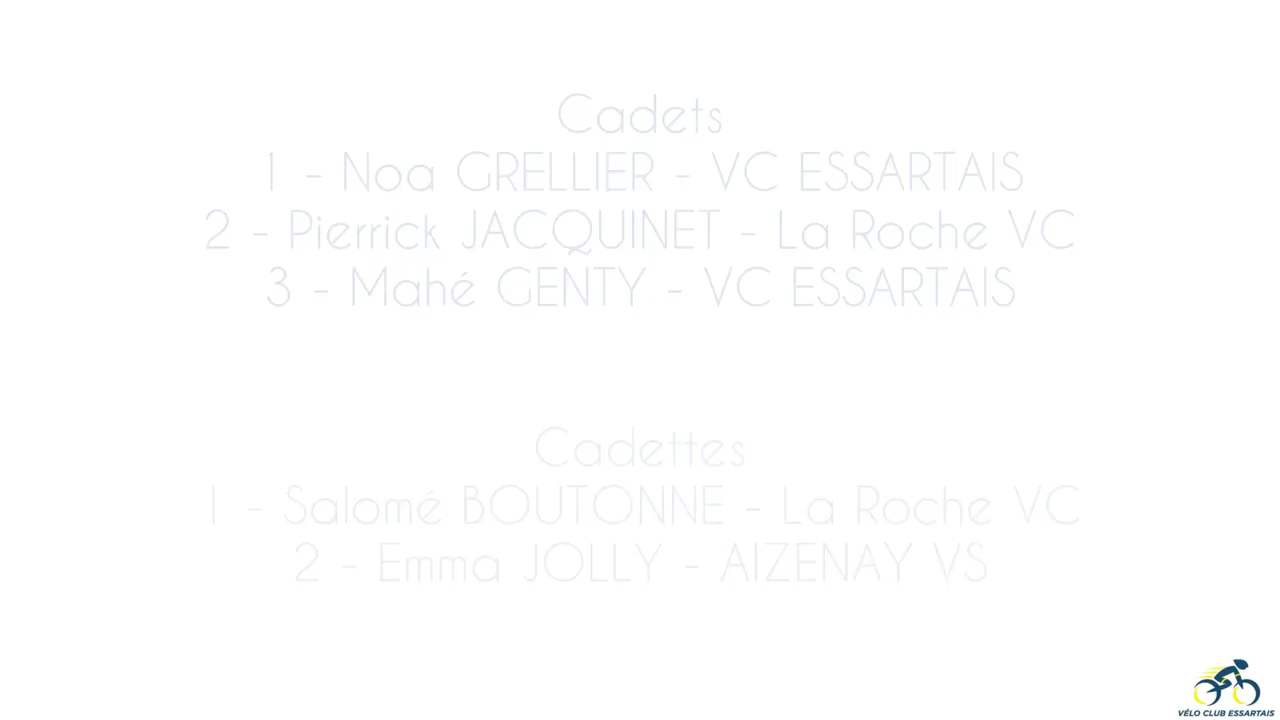 Cadets
1 - Noa GRELLIER - VC ESSARTAIS
2 - Pierrick JACQUINET - La Roche VC
3 - Mahé GENTY - VC ESSARTAIS
Cadettes
1 - Salomé BOUTONNE - La Roche VC
2 - Emma JOLLY - AIZENAY VS
VÉLO CLUB ESSARTAIS